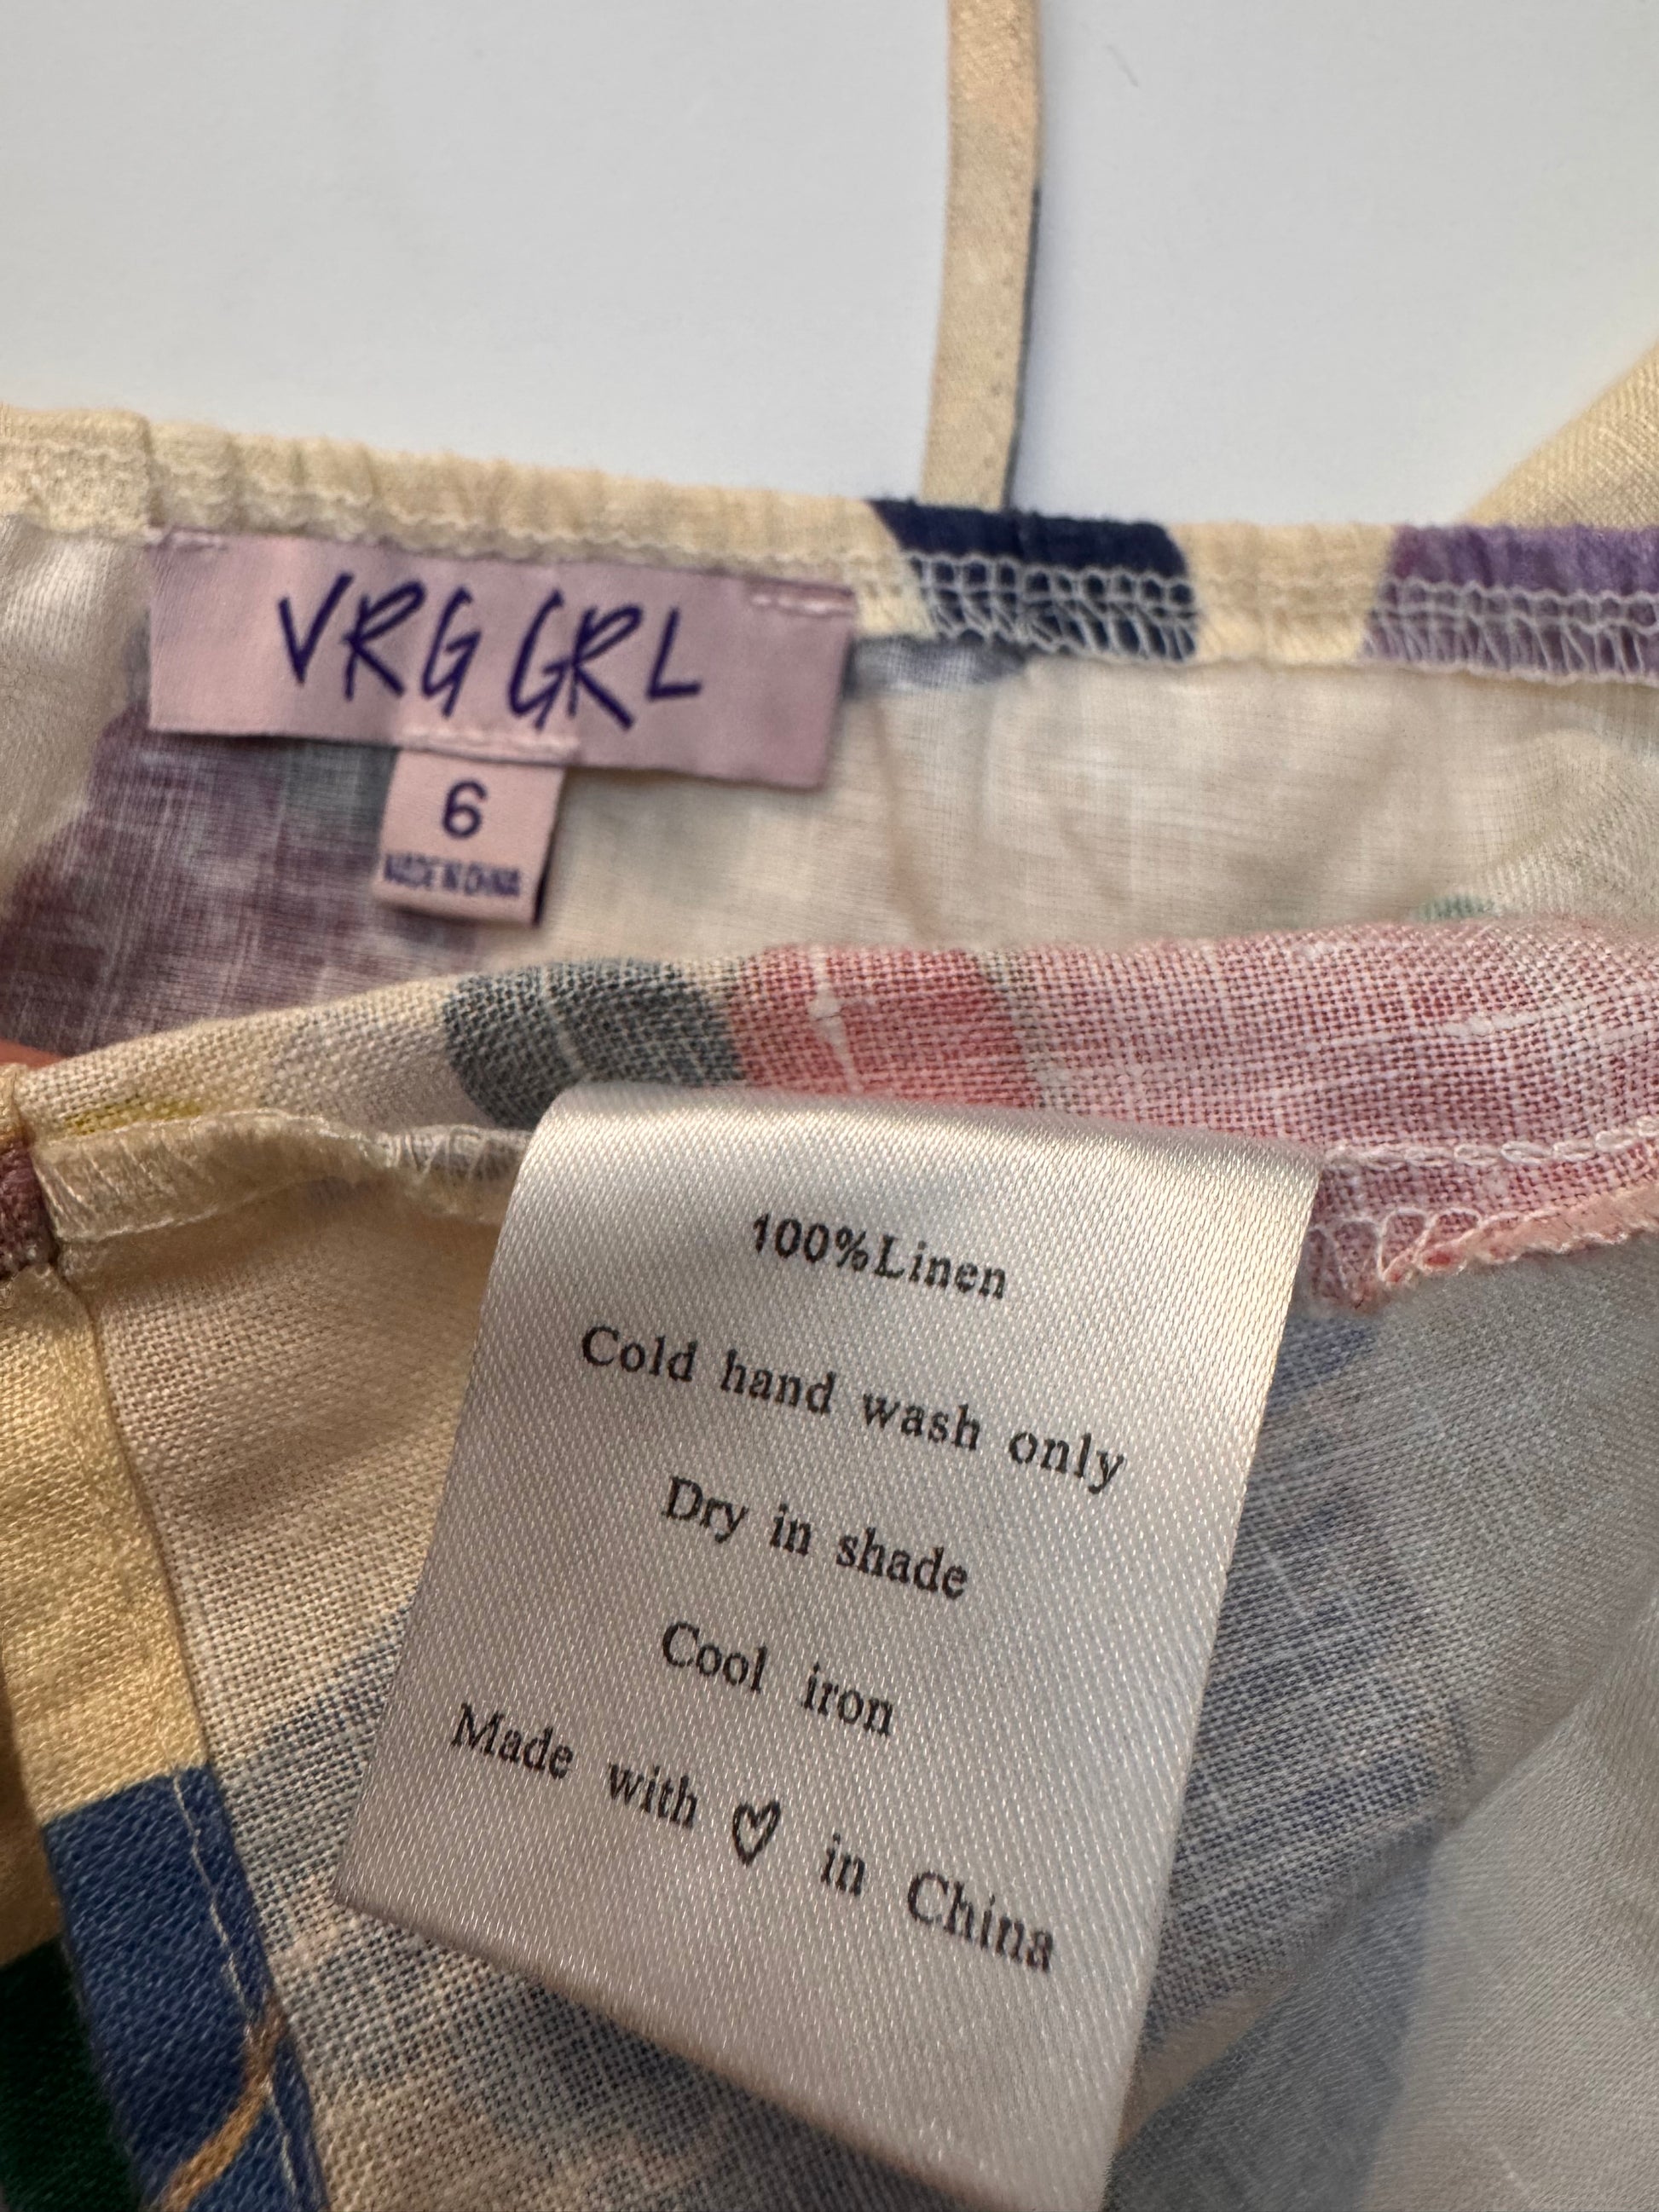 VRG GRL
6
MADE IN CHINA
100%Linen
Cold hand wash only
Dry in shade
Cool iron
Made with ♡ in China